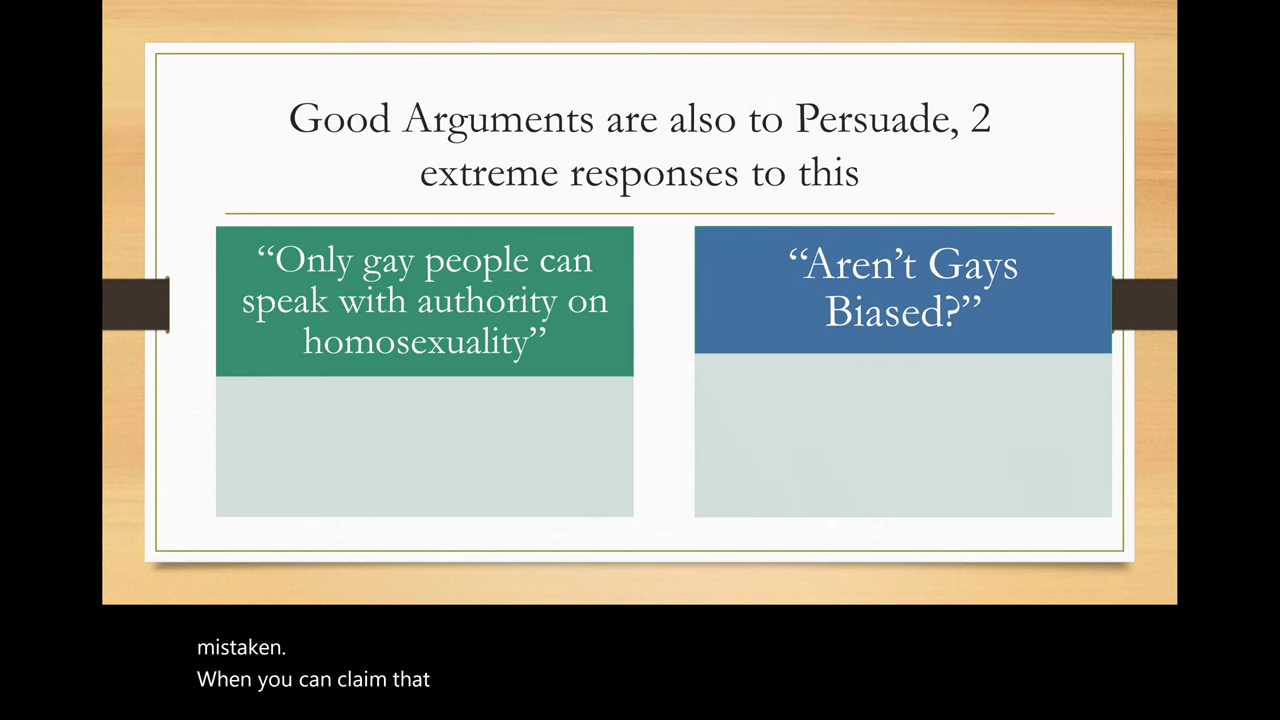 Good Arguments are also to Persuade, 2
extreme responses to this
“Only gay people can
speak with authority on
homosexuality”
“Aren’t Gays
Biased?”
mistaken.
When you can claim that